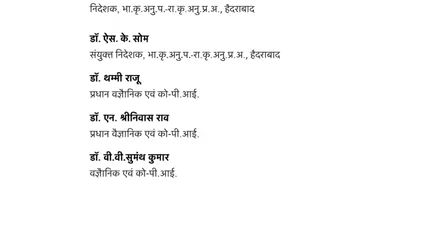 निदेशक, भा.कृ.अनु.प.-रा.कृ.अनु.प्र.अ., हैदराबाद
डॉ. ऐस. के. सोम
संयुक्त निदेशक, भा.कृ.अनु.प.-रा.कृ.अनु.प्र.अ., हैदराबाद
डॉ. थम्मी राजू
प्रधान वज्ञैानिक एवं को-पी.आई.
डॉ. एन. श्रीनिवास राव
प्रधान वैज्ञानिक एवं को-पी.आई.
डॉ. वी.वी.सुमंथ कुमार
वज्ञैानिक एवं को-पी.आई.